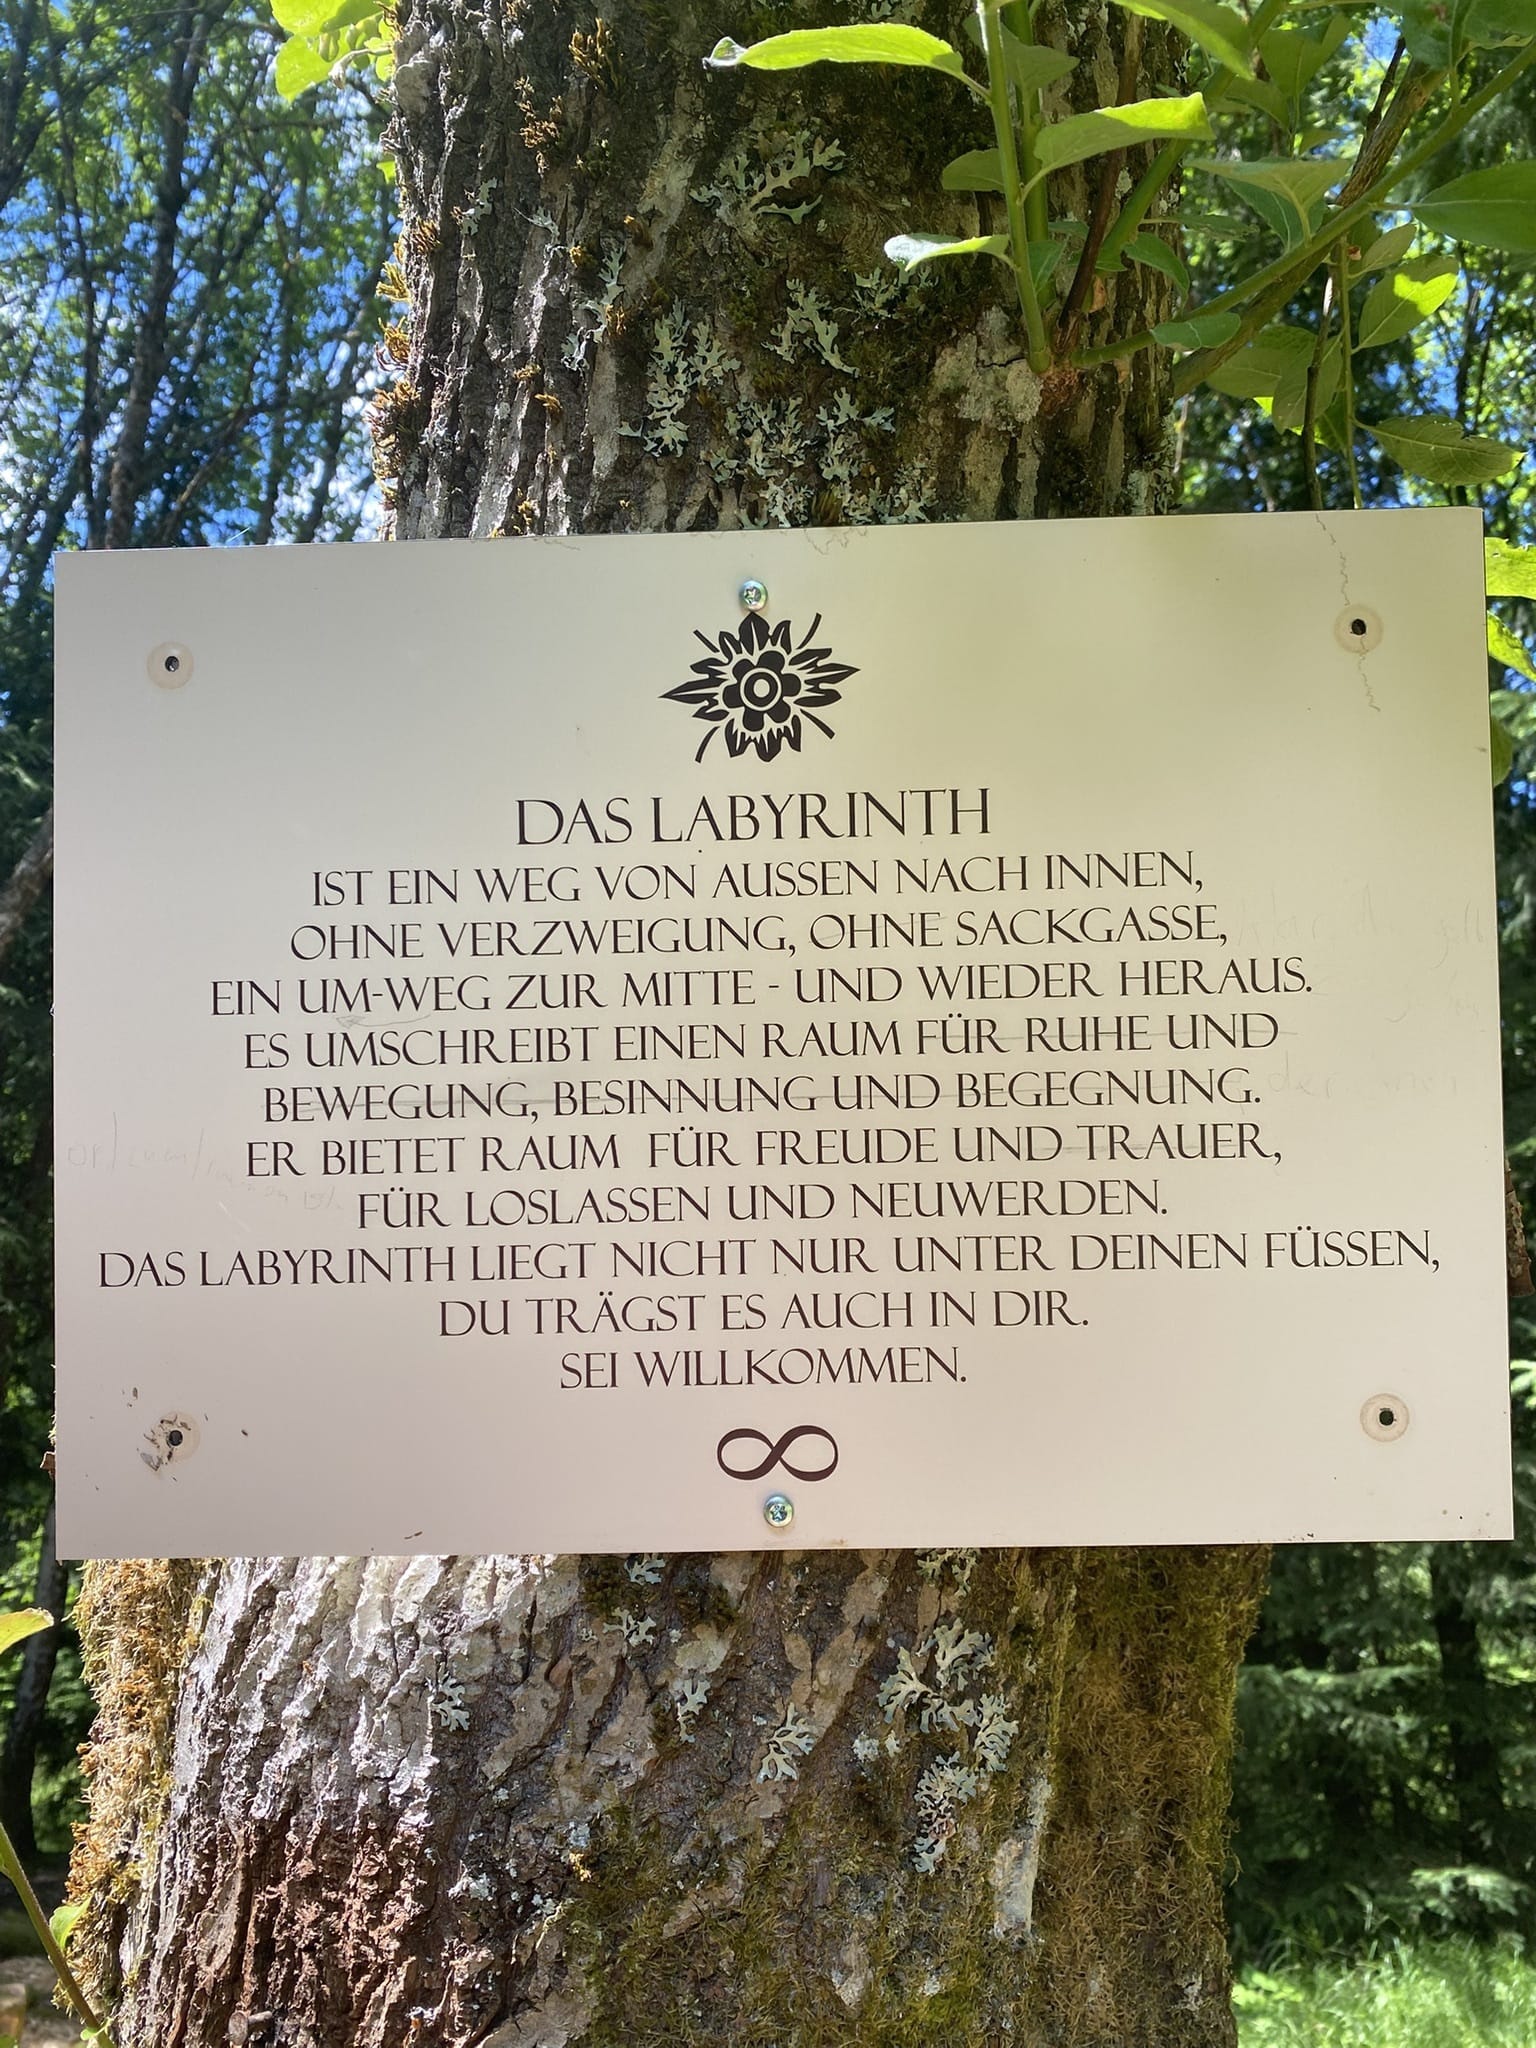 DAS LABYRINTH
IST EIN WEG VON AUSSEN NACH INNEN,
OHNE VERZWEIGUNG, OHNE SACKGASSE,
EIN UM-WEG ZUR MITTE - UND WIEDER HERAUS.
ES UMSCHREIBT EINEN RAUM FÜR RUHE UND
BEWEGUNG, BESINNUNG UND BEGEGNUNG.
ER BIETET RAUM FÜR FREUDE UND TRAUER,
FÜR LOSLASSEN UND NEUWERDEN.
DAS LABYRINTH LIEGT NICHT NUR UNTER DEINEN FÜSSEN,
DU TRÄGST ES AUCH IN DIR.
SEI WILLKOMMEN.
∞